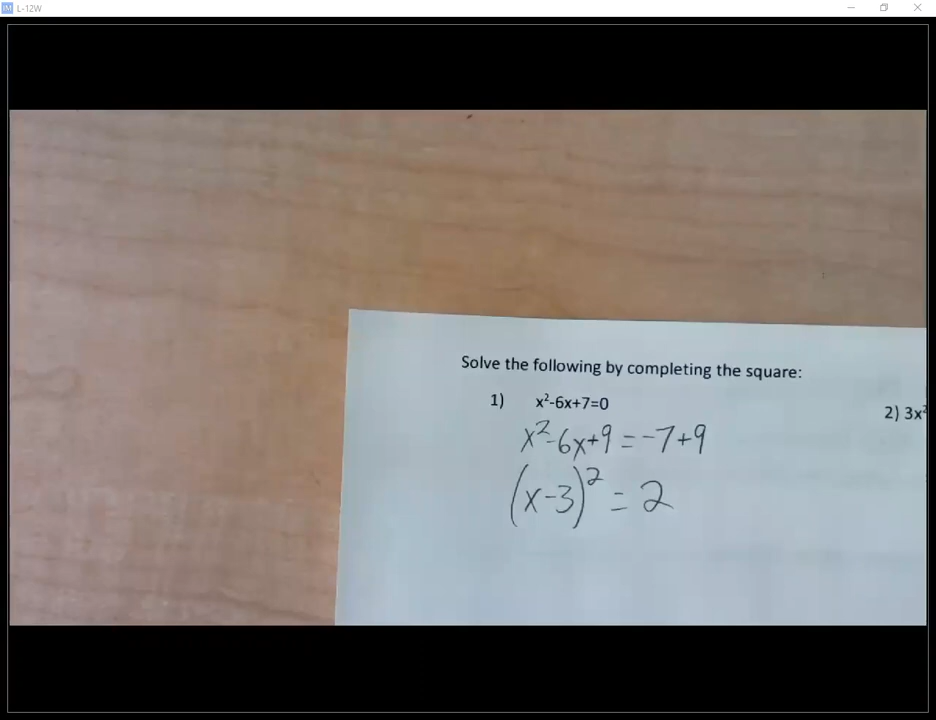 L-12W
Solve the following by completing the square:
1) x²-6x+7=0
2) 3x²
x²-6x+9=-7+9
(x-3)²=2